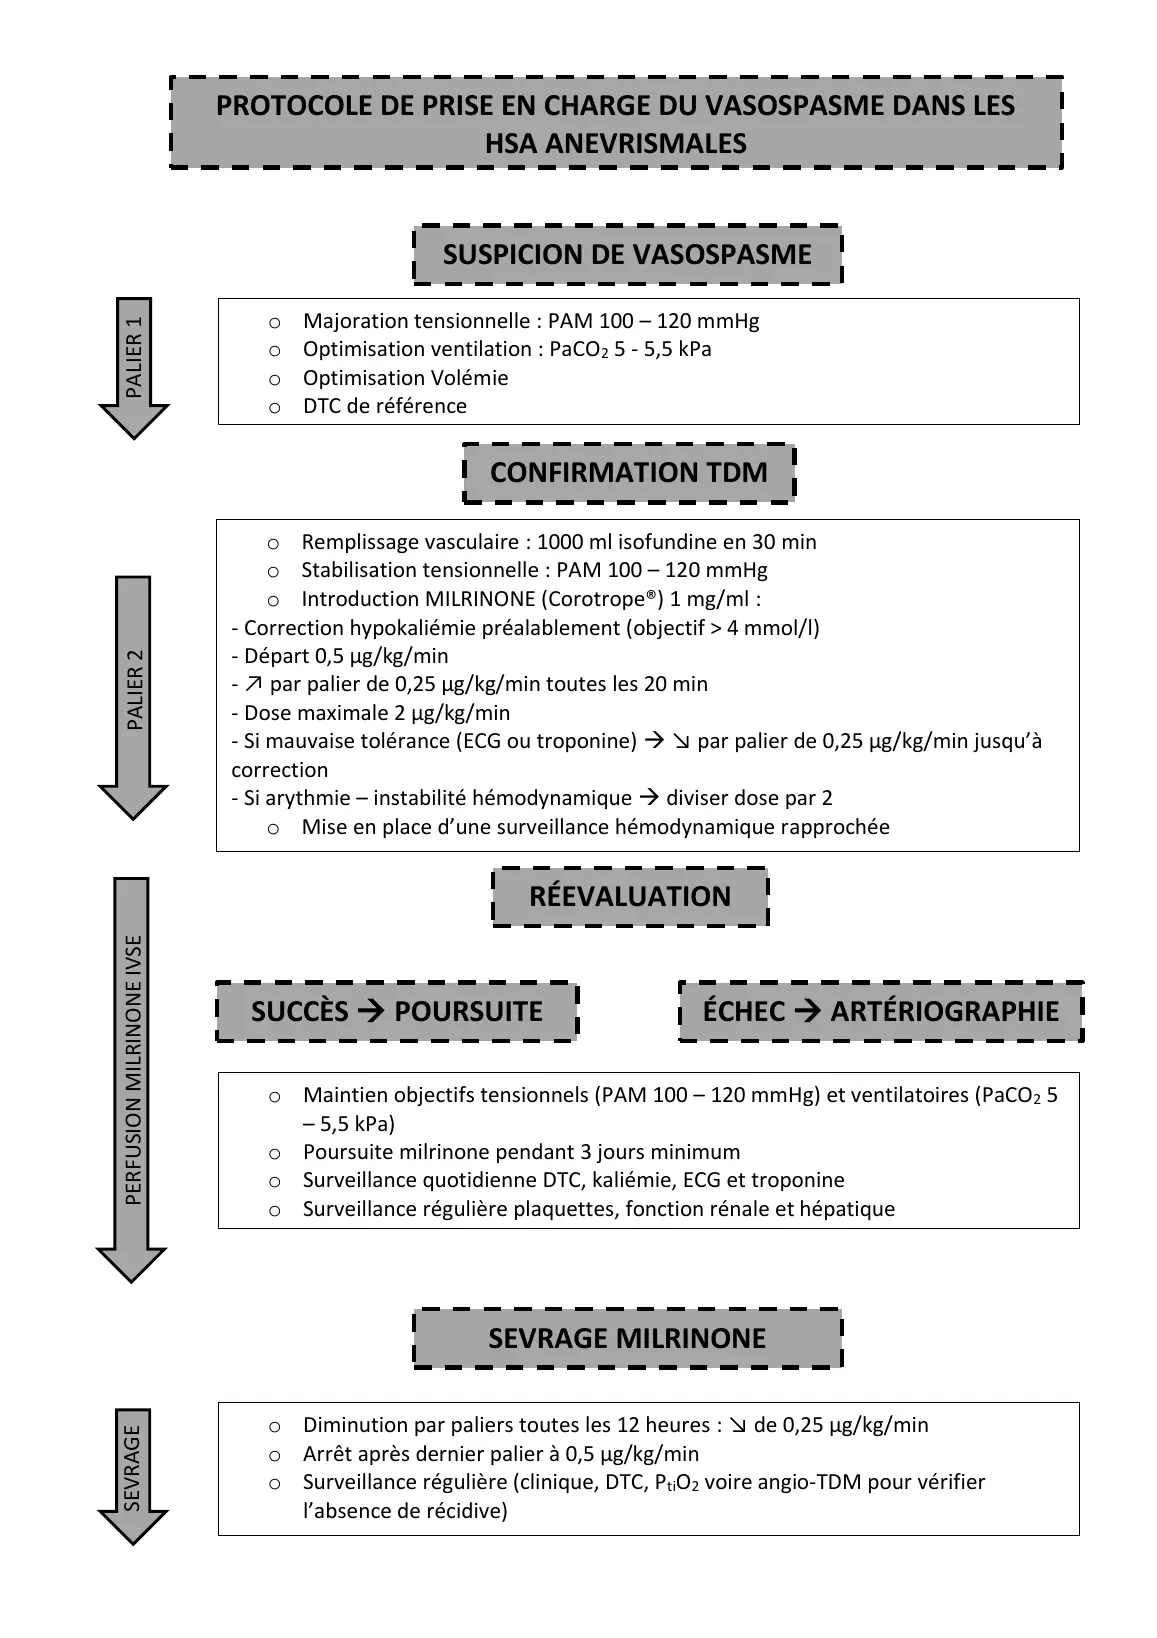 PROTOCOLE DE PRISE EN CHARGE DU VASOSPASME DANS LES
HSA ANEVRISMALES
SUSPICION DE VASOSPASME
PALIER 1
o Majoration tensionnelle : PAM 100 – 120 mmHg
o Optimisation ventilation : PaCO₂ 5 - 5,5 kPa
o Optimisation Volémie
o DTC de référence
CONFIRMATION TDM
PALIER 2
o Remplissage vasculaire : 1000 ml isofundine en 30 min
o Stabilisation tensionnelle : PAM 100 – 120 mmHg
o Introduction MILRINONE (Corotrope®) 1 mg/ml :
- Correction hypokaliémie préalablement (objectif > 4 mmol/l)
- Départ 0,5 µg/kg/min
- ↗ par palier de 0,25 µg/kg/min toutes les 20 min
- Dose maximale 2 µg/kg/min
- Si mauvaise tolérance (ECG ou troponine) → ↘ par palier de 0,25 µg/kg/min jusqu’à
correction
- Si arythmie – instabilité hémodynamique → diviser dose par 2
o Mise en place d’une surveillance hémodynamique rapprochée
RÉEVALUATION
PERFUSION MILRINONE IVSE
SUCCÈS → POURSUITE
ÉCHEC → ARTÉRIOGRAPHIE
o Maintien objectifs tensionnels (PAM 100 – 120 mmHg) et ventilatoires (PaCO₂ 5
– 5,5 kPa)
o Poursuite milrinone pendant 3 jours minimum
o Surveillance quotidienne DTC, kaliémie, ECG et troponine
o Surveillance régulière plaquettes, fonction rénale et hépatique
SEVRAGE MILRINONE
SEVRAGE
o Diminution par paliers toutes les 12 heures : ↘ de 0,25 µg/kg/min
o Arrêt après dernier palier à 0,5 µg/kg/min
o Surveillance régulière (clinique, DTC, PtiO₂ voire angio-TDM pour vérifier
l’absence de récidive)